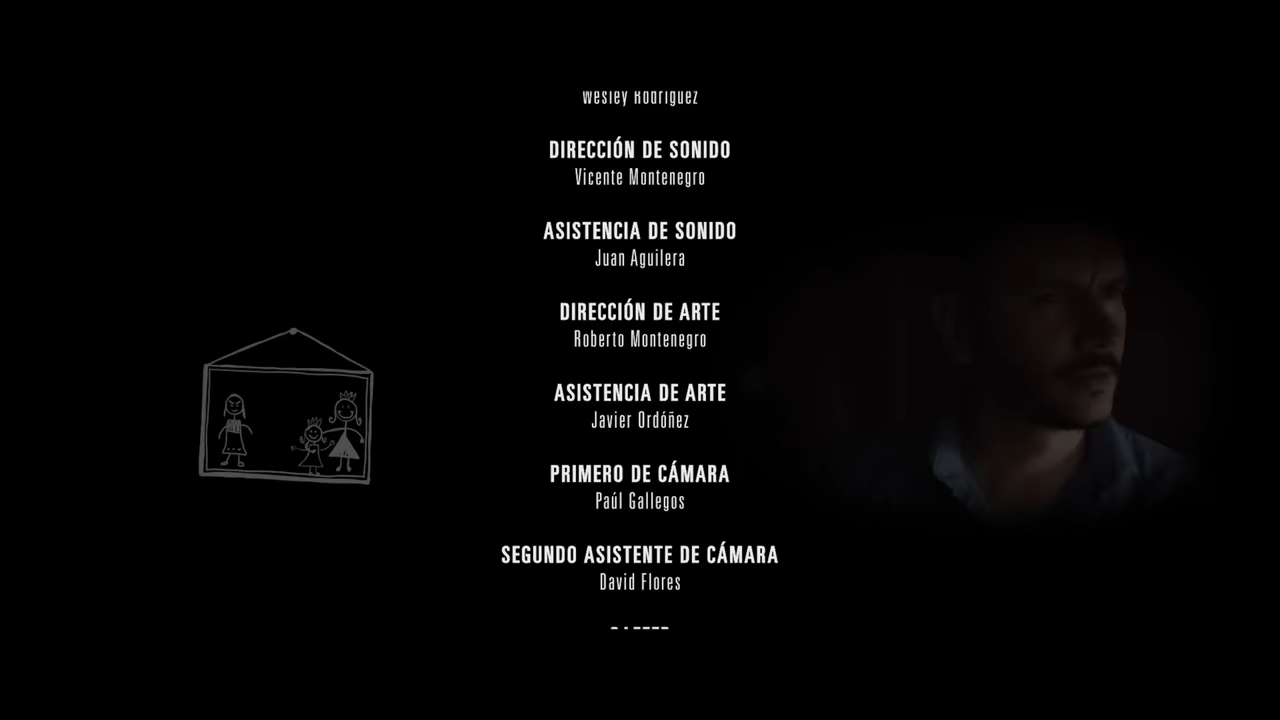 Wesley Rodríguez
DIRECCIÓN DE SONIDO
Vicente Montenegro
ASISTENCIA DE SONIDO
Juan Aguilera
DIRECCIÓN DE ARTE
Roberto Montenegro
ASISTENCIA DE ARTE
Javier Ordóñez
PRIMERO DE CÁMARA
Paúl Gallegos
SEGUNDO ASISTENTE DE CÁMARA
David Flores